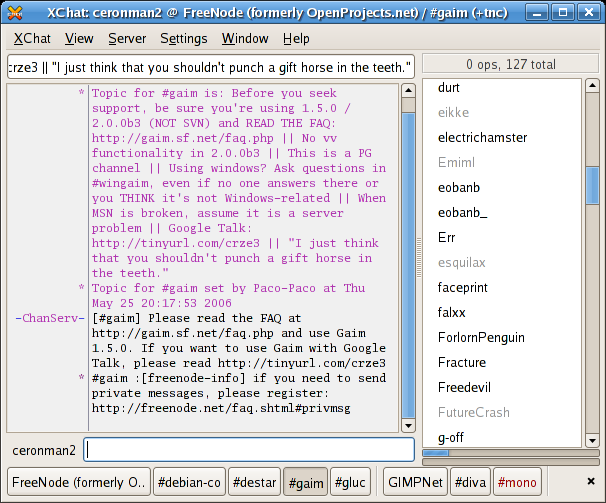 XChat: ceronman2 @ FreeNode (formerly OpenProjects.net) / #gaim (+tnc)
XChat View Server Settings Window Help
crze3 || "I just think that you shouldn't punch a gift horse in the teeth."
0 ops, 127 total
* Topic for #gaim is: Before you seek
support, be sure you're using 1.5.0 /
2.0.0b3 (NOT SVN) and READ THE FAQ:
http://gaim.sf.net/faq.php || No vv
functionality in 2.0.0b3 || This is a PG
channel || Using windows? Ask questions in
#wingaim, even if no one answers there or
you THINK it's not Windows-related || When
MSN is broken, assume it is a server
problem || Google Talk:
http://tinyurl.com/crze3 || "I just think
that you shouldn't punch a gift horse in
the teeth."
* Topic for #gaim set by Paco-Paco at Thu
May 25 20:17:53 2006
-ChanServ- [#gaim] Please read the FAQ at
http://gaim.sf.net/faq.php and use Gaim
1.5.0. If you want to use Gaim with Google
Talk, please read http://tinyurl.com/crze3
* #gaim :[freenode-info] if you need to send
private messages, please register:
http://freenode.net/faq.shtml#privmsg
durt
eikke
electrichamster
Emiml
eobanb
eobanb_
Err
esquilax
faceprint
falxx
ForlornPenguin
Fracture
Freedevil
FutureCrash
g-off
ceronman2
FreeNode (formerly O.. #debian-co #destar #gaim #gluc GIMPNet #diva #mono